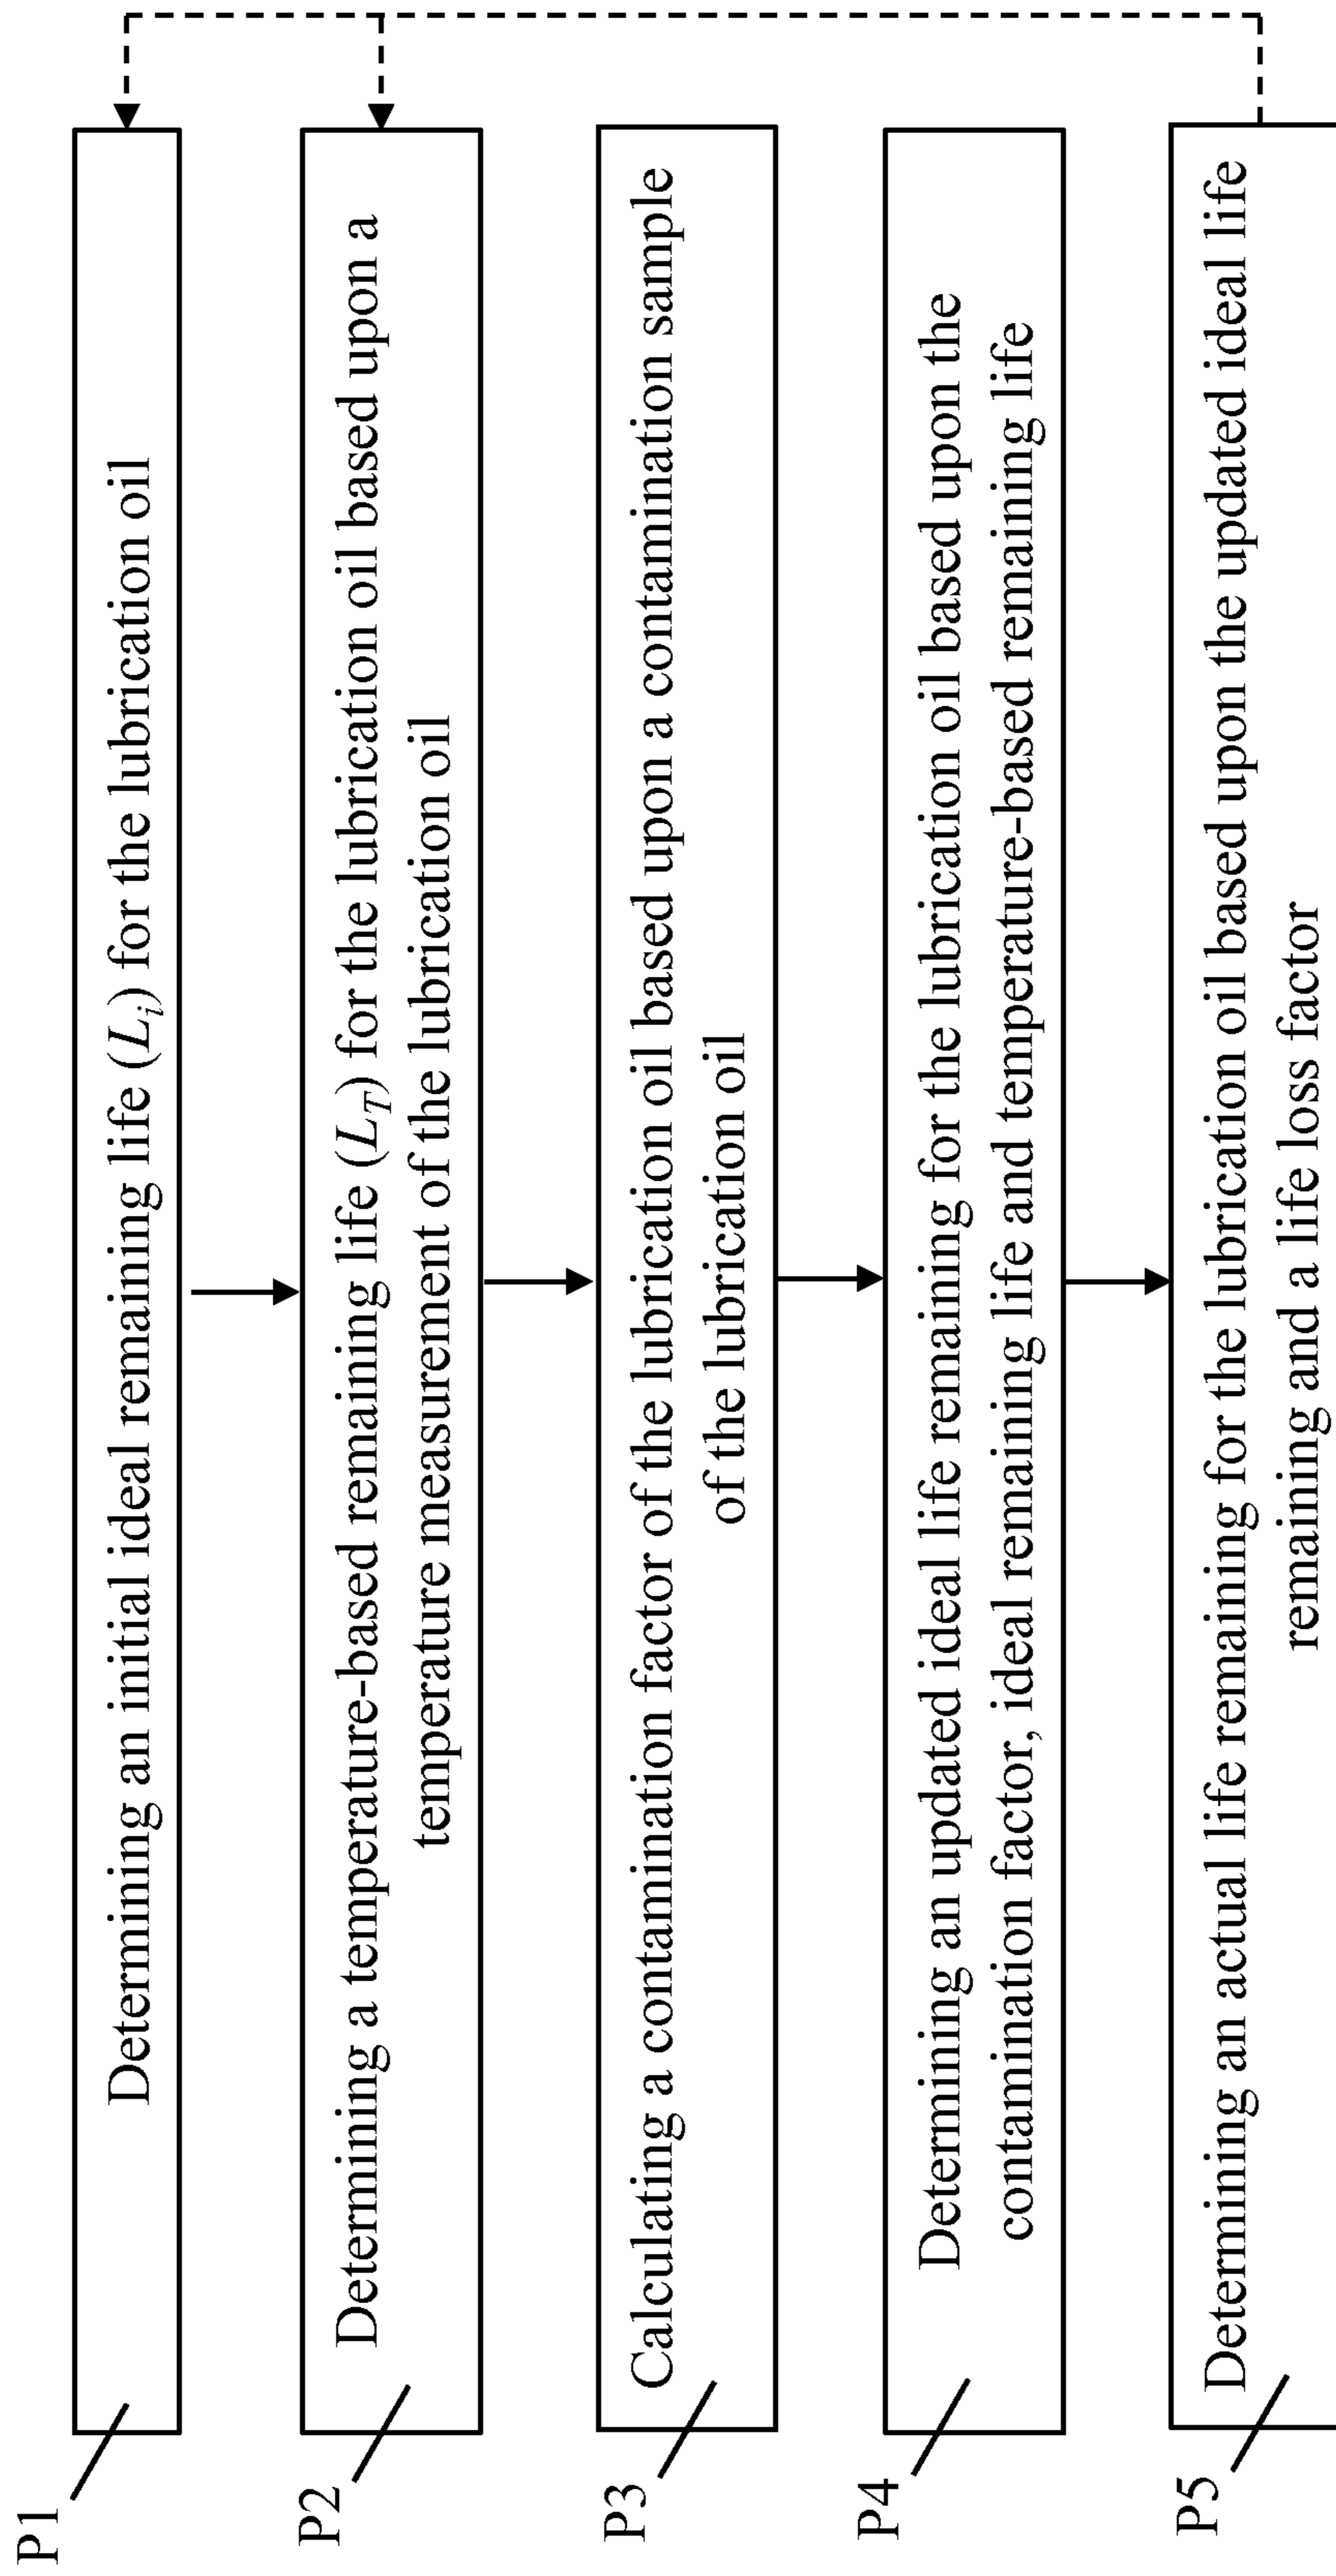 P1
Determining an initial ideal remaining life (Li) for the lubrication oil
P2
Determining a temperature-based remaining life (LT) for the lubrication oil based upon a
temperature measurement of the lubrication oil
P3
Calculating a contamination factor of the lubrication oil based upon a contamination sample
of the lubrication oil
P4
Determining an updated ideal life remaining for the lubrication oil based upon the
contamination factor, ideal remaining life and temperature-based remaining life
P5
Determining an actual life remaining for the lubrication oil based upon the updated ideal life
remaining and a life loss factor